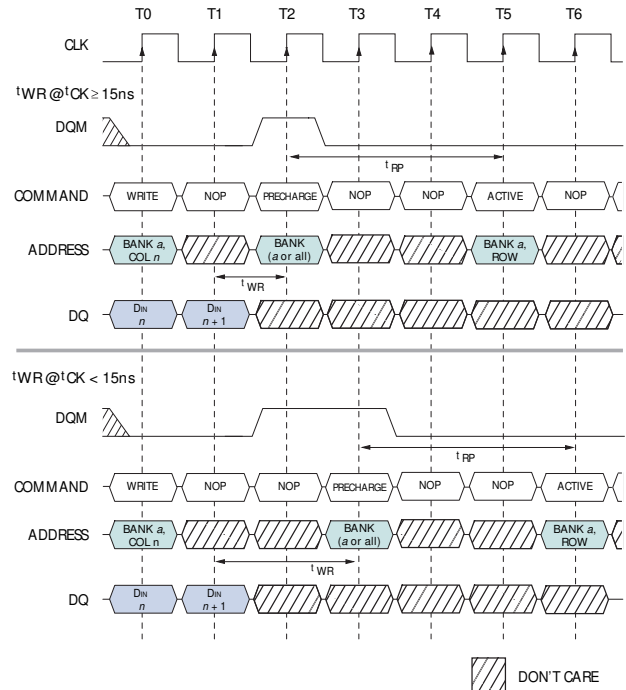 T0 T1 T2 T3 T4 T5 T6
CLK
tWR @ tCK ≥ 15ns
DQM
tRP
COMMAND WRITE NOP PRECHARGE NOP NOP ACTIVE NOP
ADDRESS BANK a, COL n BANK (a or all) BANK a, ROW
tWR
DQ DIN n DIN n + 1
tWR @ tCK < 15ns
DQM
tRP
COMMAND WRITE NOP NOP PRECHARGE NOP NOP ACTIVE
ADDRESS BANK a, COL n BANK (a or all) BANK a, ROW
tWR
DQ DIN n DIN n + 1
DON'T CARE